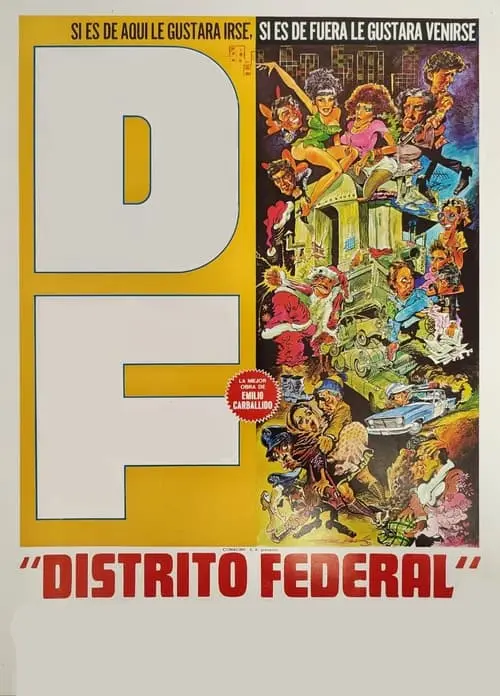 SI ES DE AQUI LE GUSTARA IRSE, SI ES DE FUERA LE GUSTARA VENIRSE
D
F
LA MEJOR
OBRA DE
EMILIO
CARBALLIDO
"DISTRITO FEDERAL"